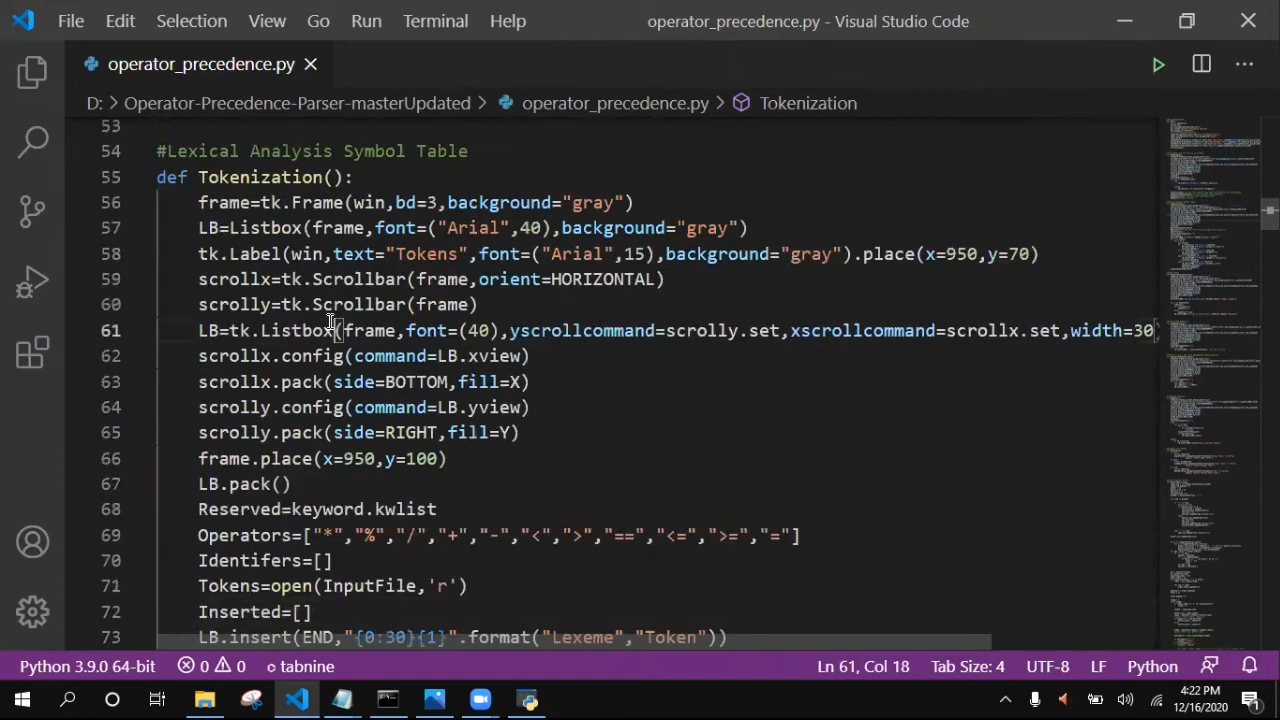 File Edit Selection View Go Run Terminal Help operator_precedence.py - Visual Studio Code
operator_precedence.py
D: > Operator-Precedence-Parser-masterUpdated > operator_precedence.py > Tokenization
53
54 #Lexical Analysis Symbol Table
55 def Tokenization():
56 frame=tk.Frame(win,bd=3,background="gray")
57 LB=Listbox(frame,font=("Arial",40),background="gray")
58 tk.Label(win,text="Tokens",font=("Arial",15),background="gray").place(x=950,y=70)
59 scrollx=tk.Scrollbar(frame,orient=HORIZONTAL)
60 scrolly=tk.Scrollbar(frame)
61 LB=tk.Listbox(frame,font=(40),yscrollcommand=scrolly.set,xscrollcommand=scrollx.set,width=30
62 scrollx.config(command=LB.xview)
63 scrollx.pack(side=BOTTOM,fill=X)
64 scrolly.config(command=LB.yview)
65 scrolly.pack(side=RIGHT,fill=Y)
66 frame.place(x=950,y=100)
67 LB.pack()
68 Reserved=keyword.kwlist
69 Operators=["*","%","/","+","-","<",">","==","<=",">=","="]
70 Identifers=[]
71 Tokens=open(InputFile,'r')
72 Inserted=[]
73 LB.insert(END,"{0:30}{1}".format("Lexeme","Token"))
Python 3.9.0 64-bit 0 0 tabnine Ln 61, Col 18 Tab Size: 4 UTF-8 LF Python
4:22 PM
12/16/2020
1